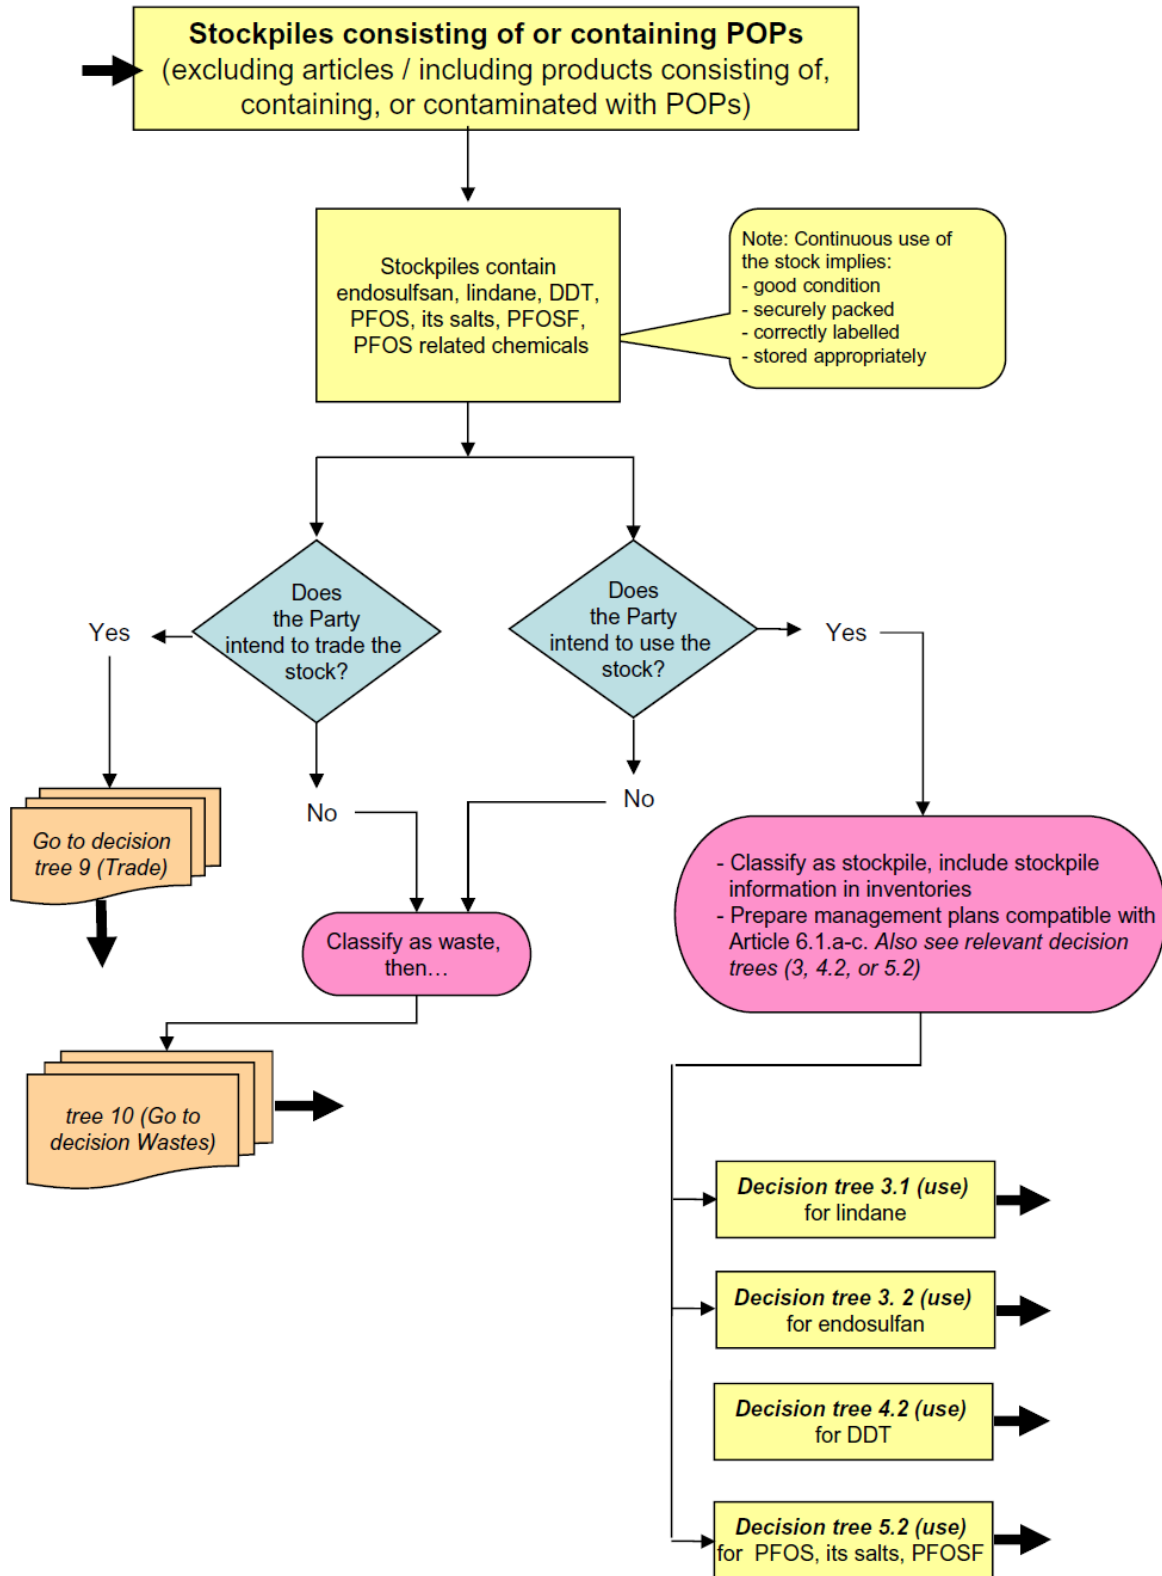 Stockpiles consisting of or containing POPs
(excluding articles / including products consisting of,
containing, or contaminated with POPs)
Stockpiles contain
endosulfsan, lindane, DDT,
PFOS, its salts, PFOSF,
PFOS related chemicals
Note: Continuous use of
the stock implies:
- good condition
- securely packed
- correctly labelled
- stored appropriately
Does
the Party
intend to trade the
stock?
Does
the Party
intend to use the
stock?
Yes
Yes
No
No
Go to decision
tree 9 (Trade)
- Classify as stockpile, include stockpile
information in inventories
- Prepare management plans compatible with
Article 6.1.a-c. Also see relevant decision
trees (3, 4.2, or 5.2)
Classify as waste,
then…
tree 10 (Go to
decision Wastes)
Decision tree 3.1 (use)
for lindane
Decision tree 3. 2 (use)
for endosulfan
Decision tree 4.2 (use)
for DDT
Decision tree 5.2 (use)
for PFOS, its salts, PFOSF